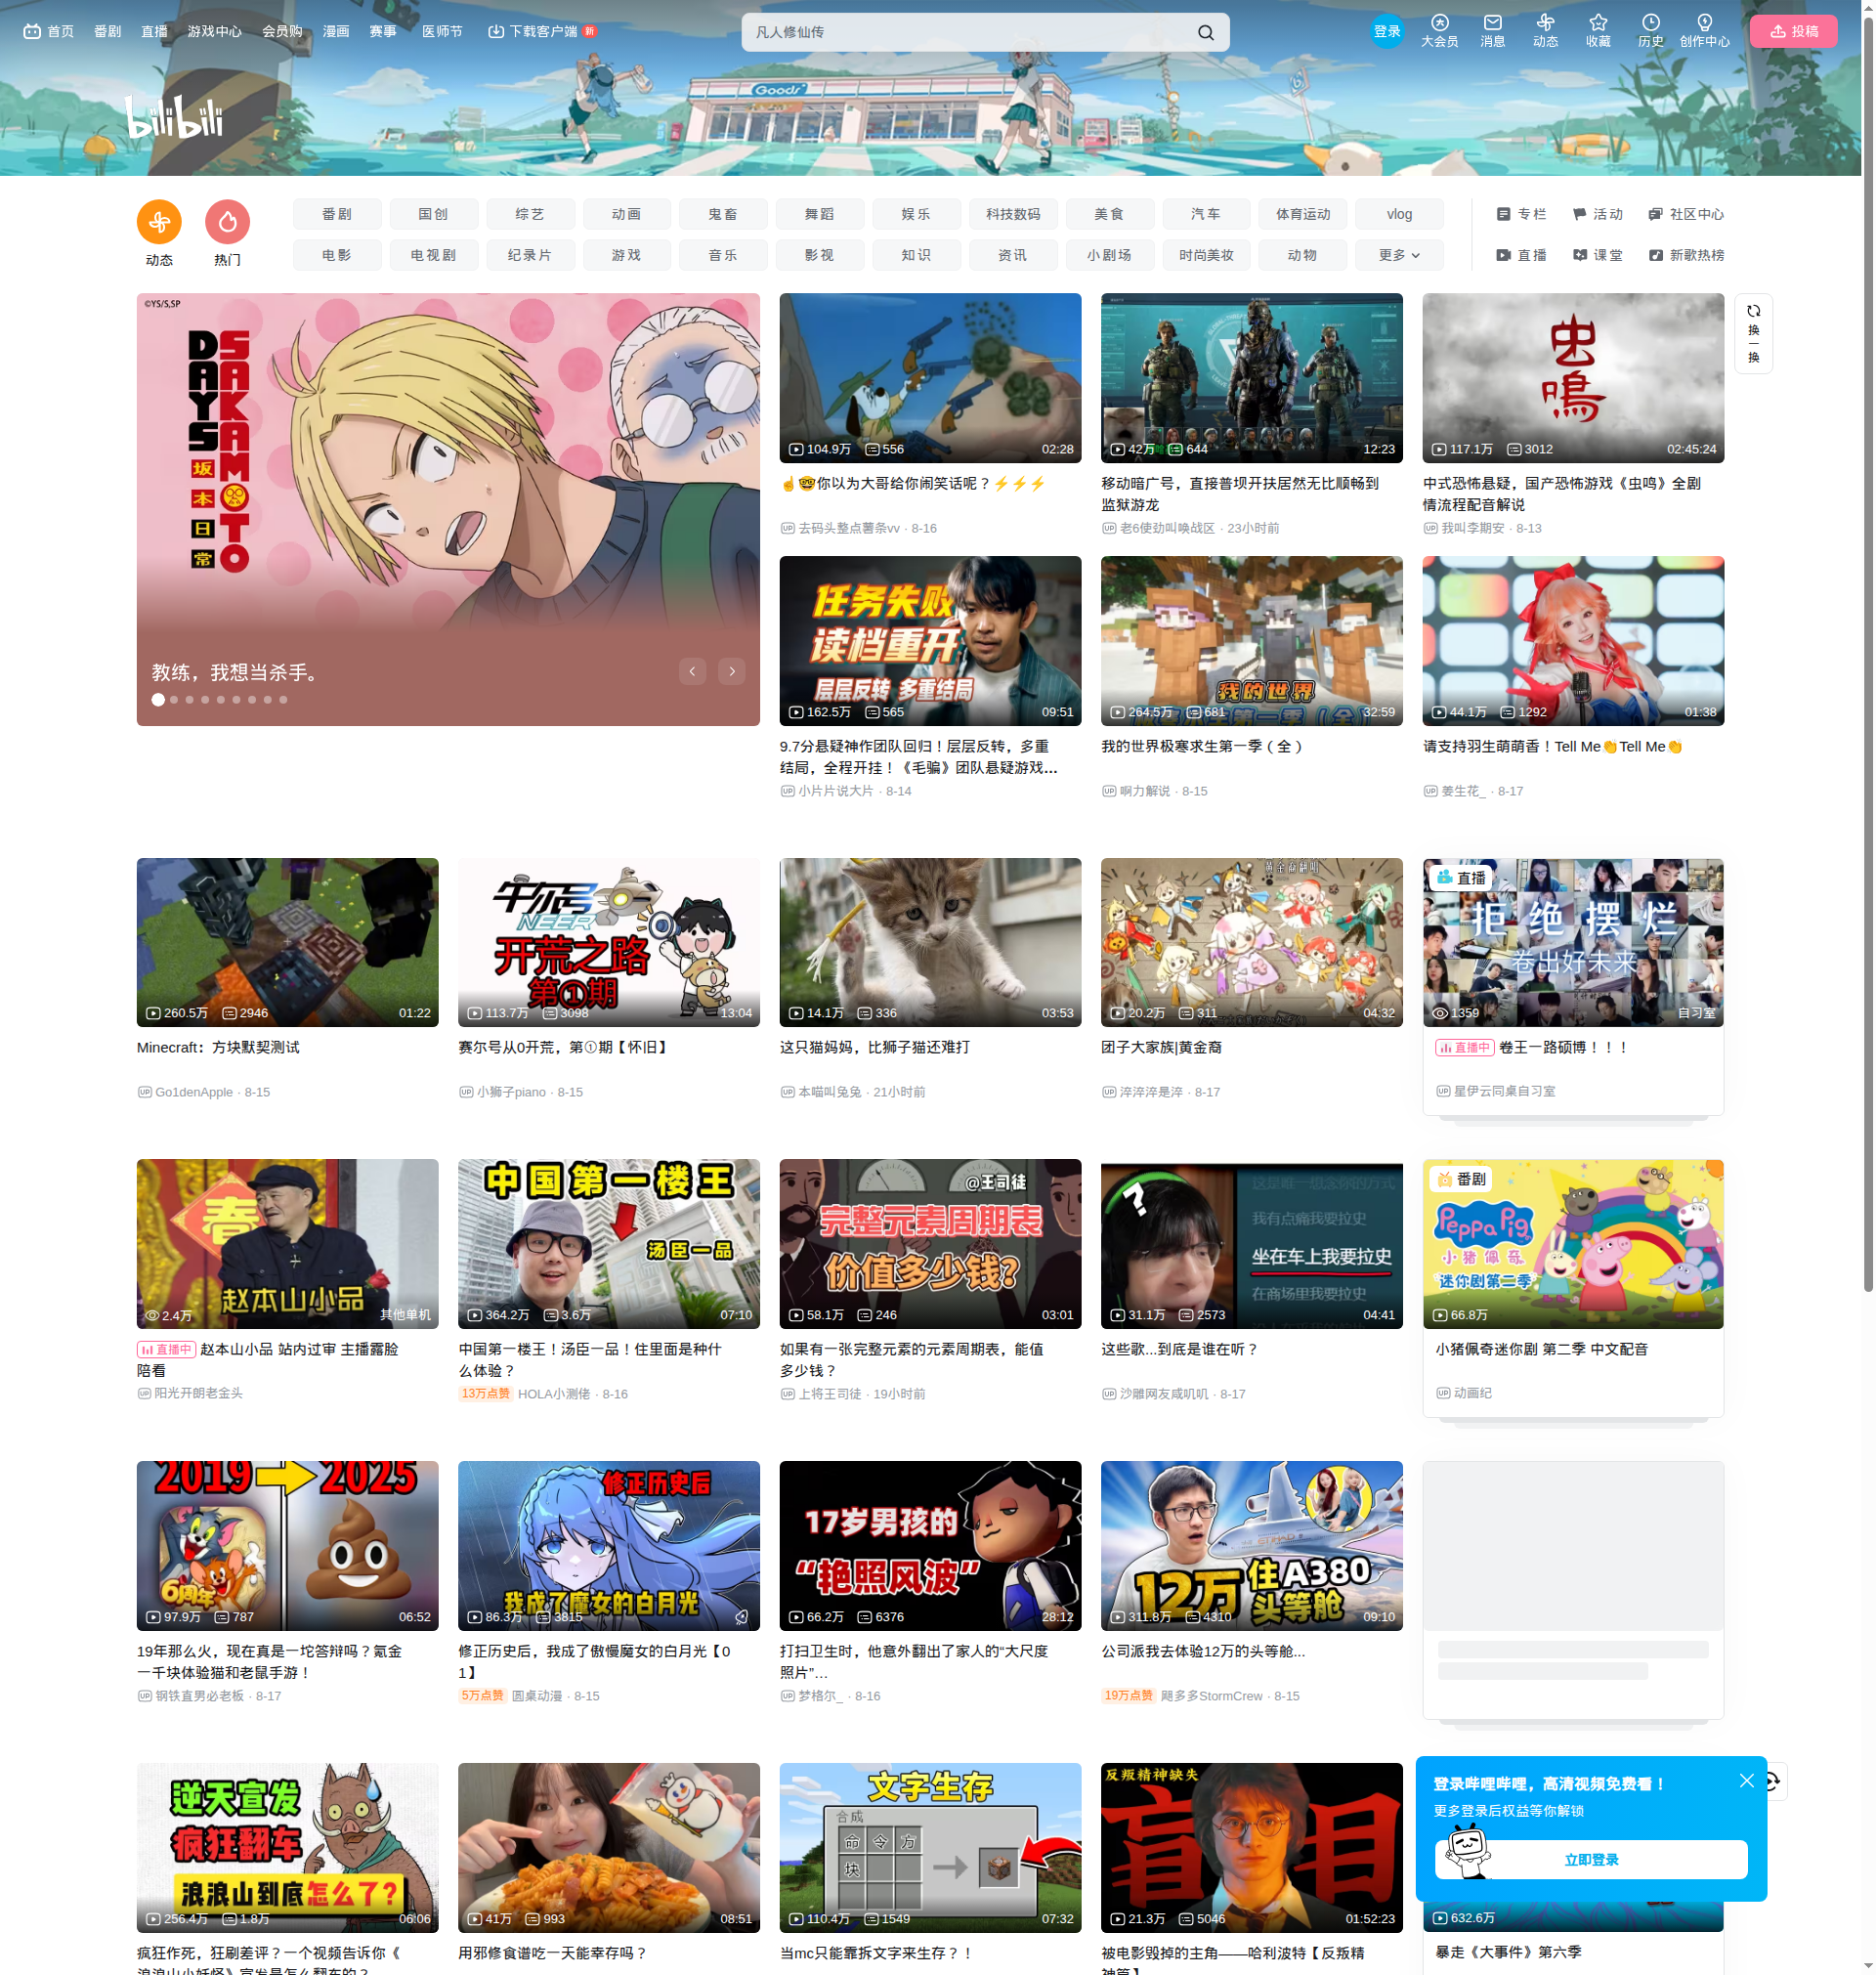 首页 番剧 直播 游戏中心 会员购 漫画 赛事 医师节 下载客户端 新
凡人修仙传
登录 大会员 消息 动态 收藏 历史 创作中心 投稿
Goods
bilibili
动态 热门
番剧 国创 综艺 动画 鬼畜 舞蹈 娱乐 科技数码 美食 汽车 体育运动 vlog
电影 电视剧 纪录片 游戏 音乐 影视 知识 资讯 小剧场 时尚美妆 动物 更多
专栏 活动 社区中心
直播 课堂 新歌热榜
©YS/S,SP
SAKAMOTO
DAYS
坂本日常
教练，我想当杀手。
换一换
104.9万 556 02:28
☝️🤓你以为大哥给你闹笑话呢？⚡⚡⚡
去码头整点薯条vv · 8-16
42万 644 12:23
移动暗广号，直接普坝开扶居然无比顺畅到
监狱游龙
老6使劲叫唤战区 · 23小时前
虫鳴
117.1万 3012 02:45:24
中式恐怖悬疑，国产恐怖游戏《虫鸣》全剧
情流程配音解说
我叫李期安 · 8-13
任务失败
读档重开
层层反转 多重结局
162.5万 565 09:51
9.7分悬疑神作团队回归！层层反转，多重
结局，全程开挂！《毛骗》团队悬疑游戏...
小片片说大片 · 8-14
我的世界
264.5万 681 32:59
我的世界极寒求生第一季（全）
啊力解说 · 8-15
44.1万 1292 01:38
请支持羽生萌萌香！Tell Me👏Tell Me👏
姜生花_ · 8-17
260.5万 2946 01:22
Minecraft：方块默契测试
Go1denApple · 8-15
牛尔号
NEER
开荒之路
第①期
113.7万 3098 13:04
赛尔号从0开荒，第①期【怀旧】
小狮子piano · 8-15
14.1万 336 03:53
这只猫妈妈，比狮子猫还难打
本喵叫兔兔 · 21小时前
20.2万 311 04:32
团子大家族|黄金裔
淬淬淬是淬 · 8-17
直播
拒绝摆烂
卷出好未来
1359 自习室
直播中 卷王一路硕博！！！
星伊云同桌自习室
春
赵本山小品
2.4万 其他单机
直播中 赵本山小品 站内过审 主播露脸
陪看
阳光开朗老金头
中国第一楼王
汤臣一品
364.2万 3.6万 07:10
中国第一楼王！汤臣一品！住里面是种什
么体验？
13万点赞 HOLA小测佬 · 8-16
@王司徒
完整元素周期表
价值多少钱?
58.1万 246 03:01
如果有一张完整元素的元素周期表，能值
多少钱？
上将王司徒 · 19小时前
?
我有点痛我要拉史
坐在车上我要拉史
在商场里我要拉史
31.1万 2573 04:41
这些歌...到底是谁在听？
沙雕网友咸叽叽 · 8-17
番剧
Peppa Pig
小猪佩奇
迷你剧第二季
66.8万
小猪佩奇迷你剧 第二季 中文配音
动画纪
2019 2025
6周年
97.9万 787 06:52
19年那么火，现在真是一坨答辩吗？氪金
一千块体验猫和老鼠手游！
钢铁直男必老板 · 8-17
修正历史后
我成了魔女的白月光
86.3万 3815
修正历史后，我成了傲慢魔女的白月光【0
1】
5万点赞 圆桌动漫 · 8-15
17岁男孩的
“艳照风波”
66.2万 6376 28:12
打扫卫生时，他意外翻出了家人的“大尺度
照片”...
梦格尔_ · 8-16
12万 住A380
头等舱
311.8万 4310 09:10
公司派我去体验12万的头等舱...
19万点赞 飓多多StormCrew · 8-15
逆天宣发
疯狂翻车
浪浪山到底怎么了?
256.4万 1.8万 06:06
疯狂作死，狂刷差评？一个视频告诉你《
浪浪山小妖怪》宣发是怎么翻车的？
41万 993 08:51
用邪修食谱吃一天能幸存吗？
文字生存
合成
命 令 方
块
110.4万 1549 07:32
当mc只能靠拆文字来生存？！
反叛精神缺失
盲目
21.3万 5046 01:52:23
被电影毁掉的主角——哈利波特【反叛精
神篇】
登录哔哩哔哩，高清视频免费看！
更多登录后权益等你解锁
立即登录
632.6万
暴走《大事件》第六季